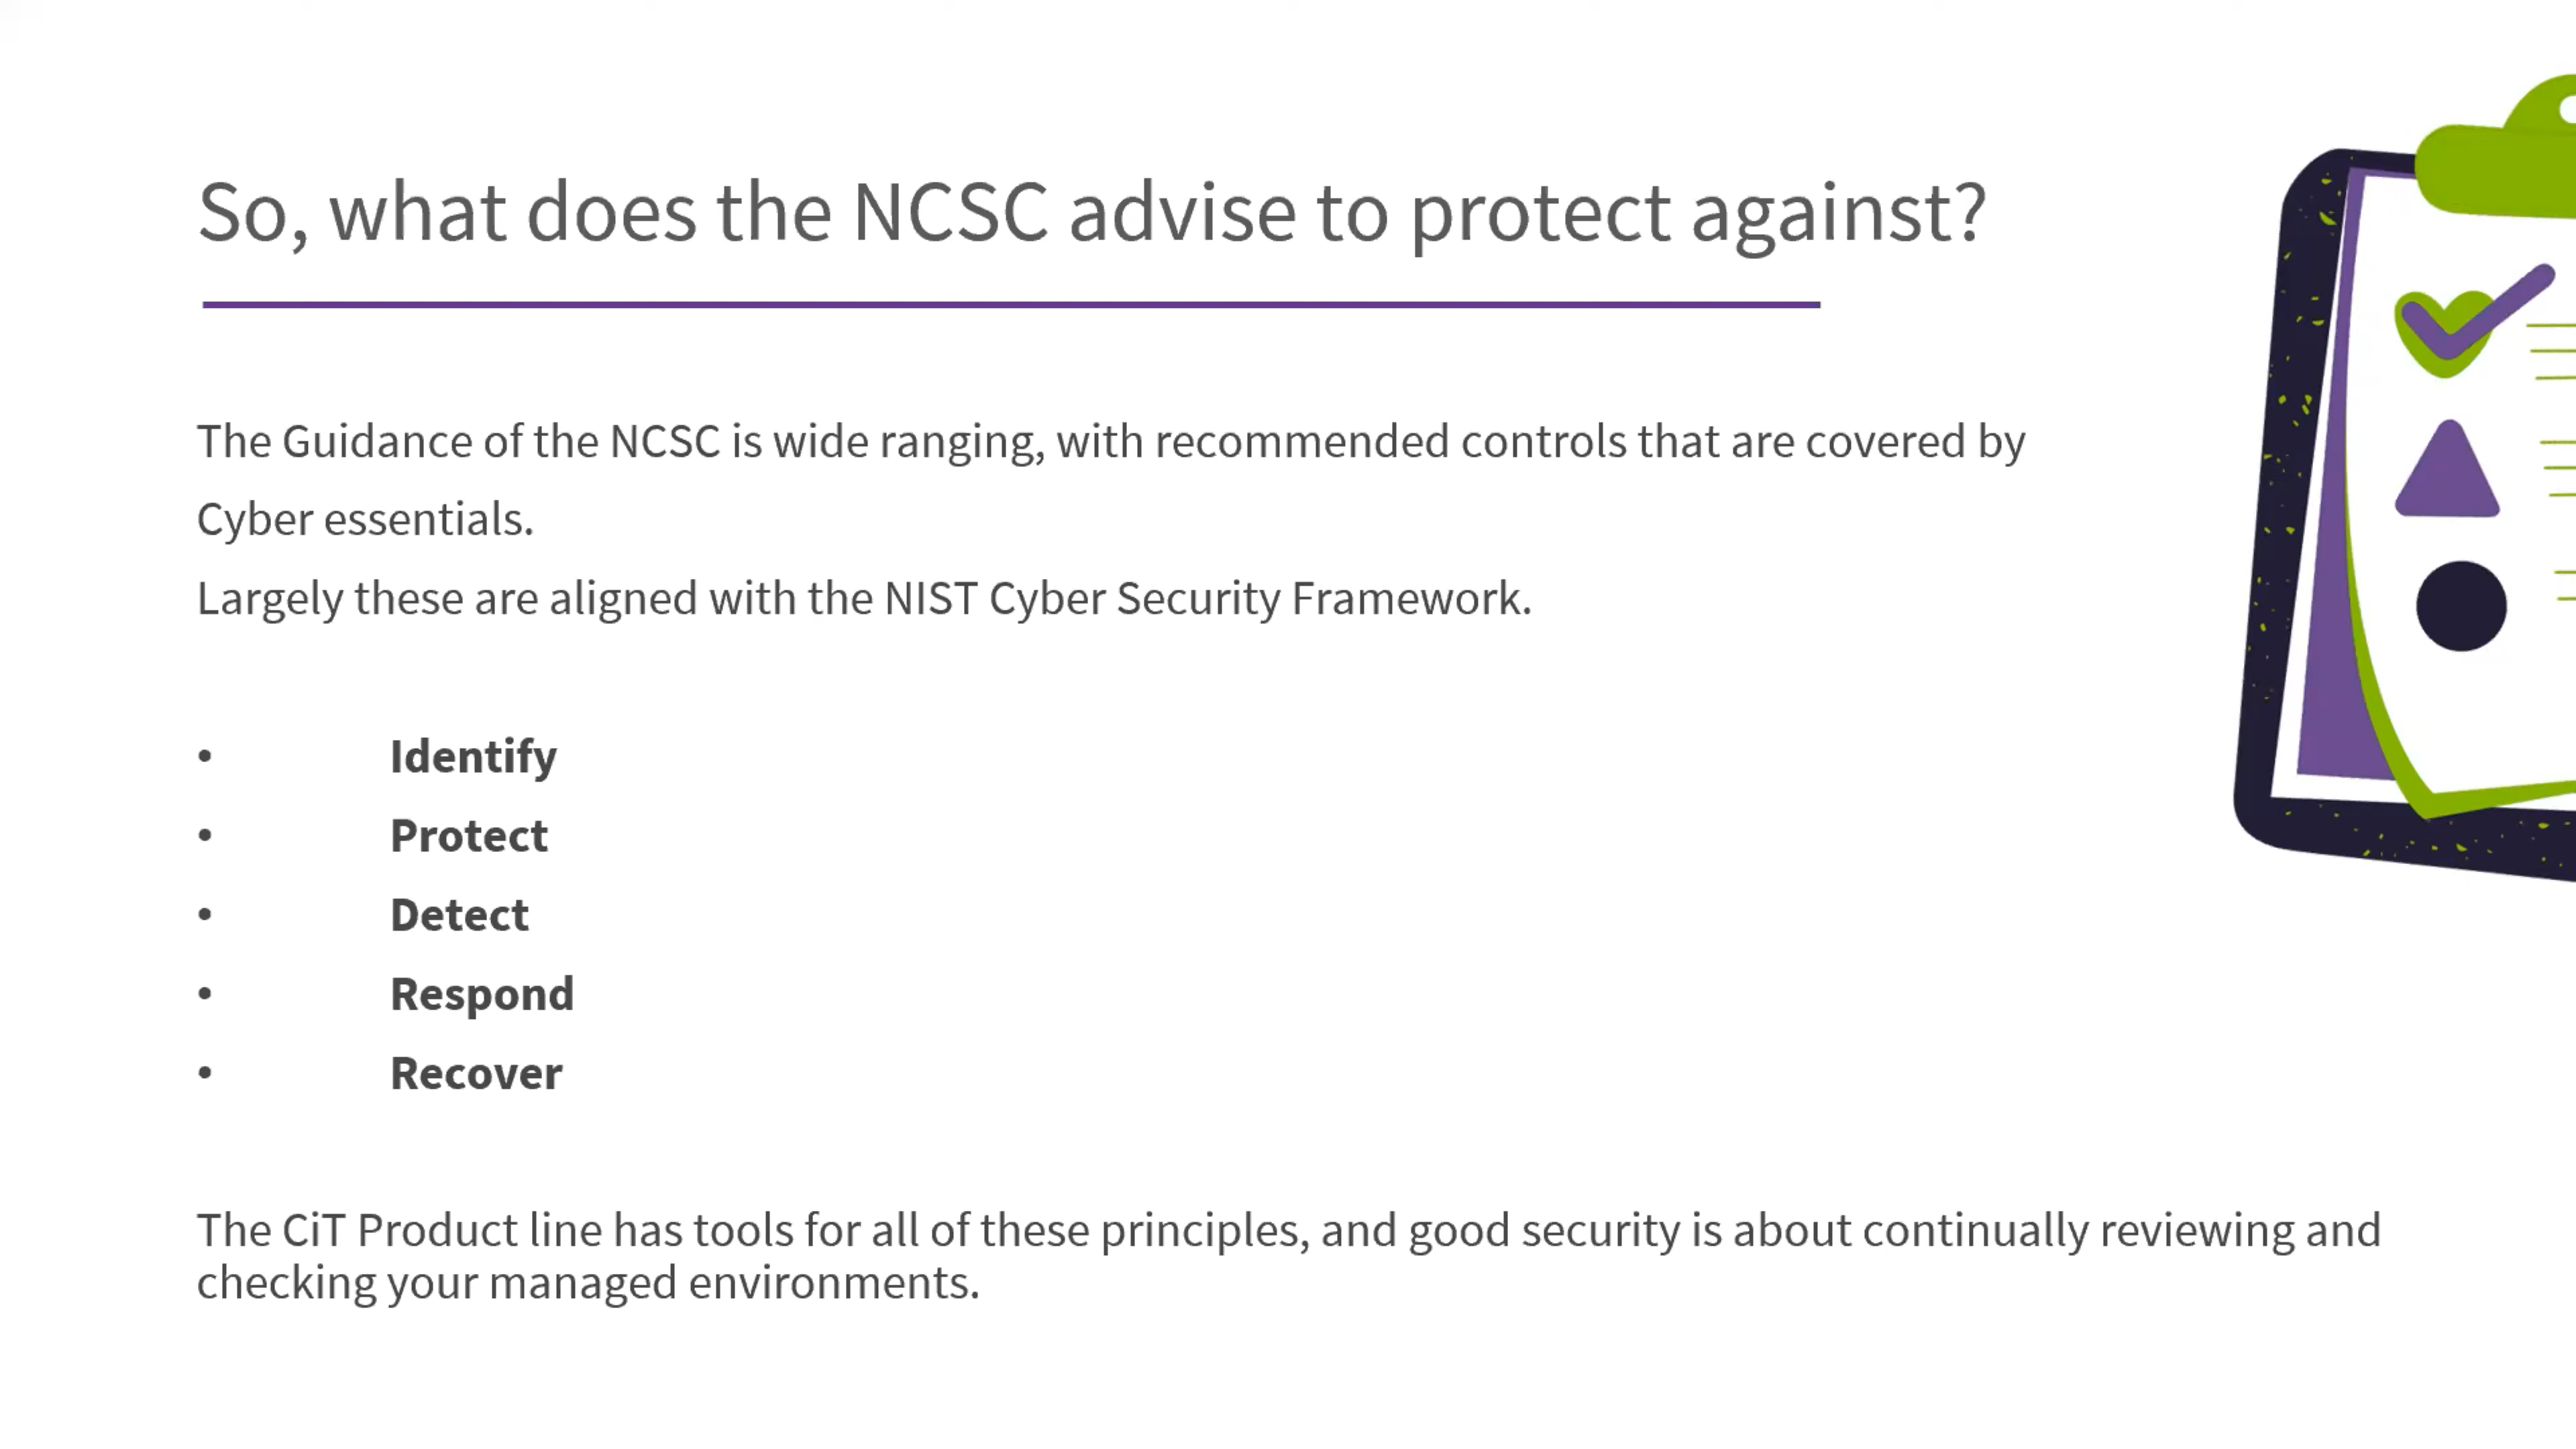 So, what does the NCSC advise to protect against?
The Guidance of the NCSC is wide ranging, with recommended controls that are covered by
Cyber essentials.
Largely these are aligned with the NIST Cyber Security Framework.
• Identify
• Protect
• Detect
• Respond
• Recover
The CiT Product line has tools for all of these principles, and good security is about continually reviewing and
checking your managed environments.